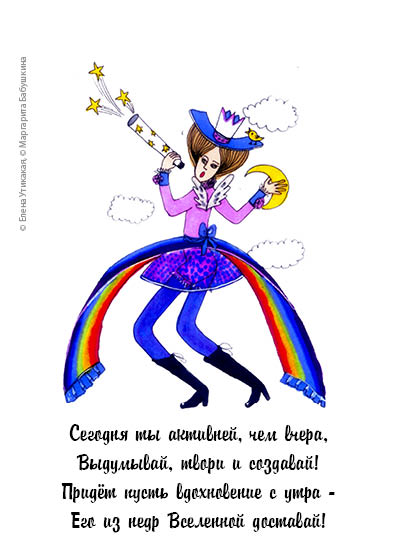 © Елена Утисакая, © Маргарита Бабушкина
Сегодня ты активней, чем вчера,
Выдумывай, твори и создавай!
Придёт пусть вдохновение с утра -
Его из недр Вселенной доставай!